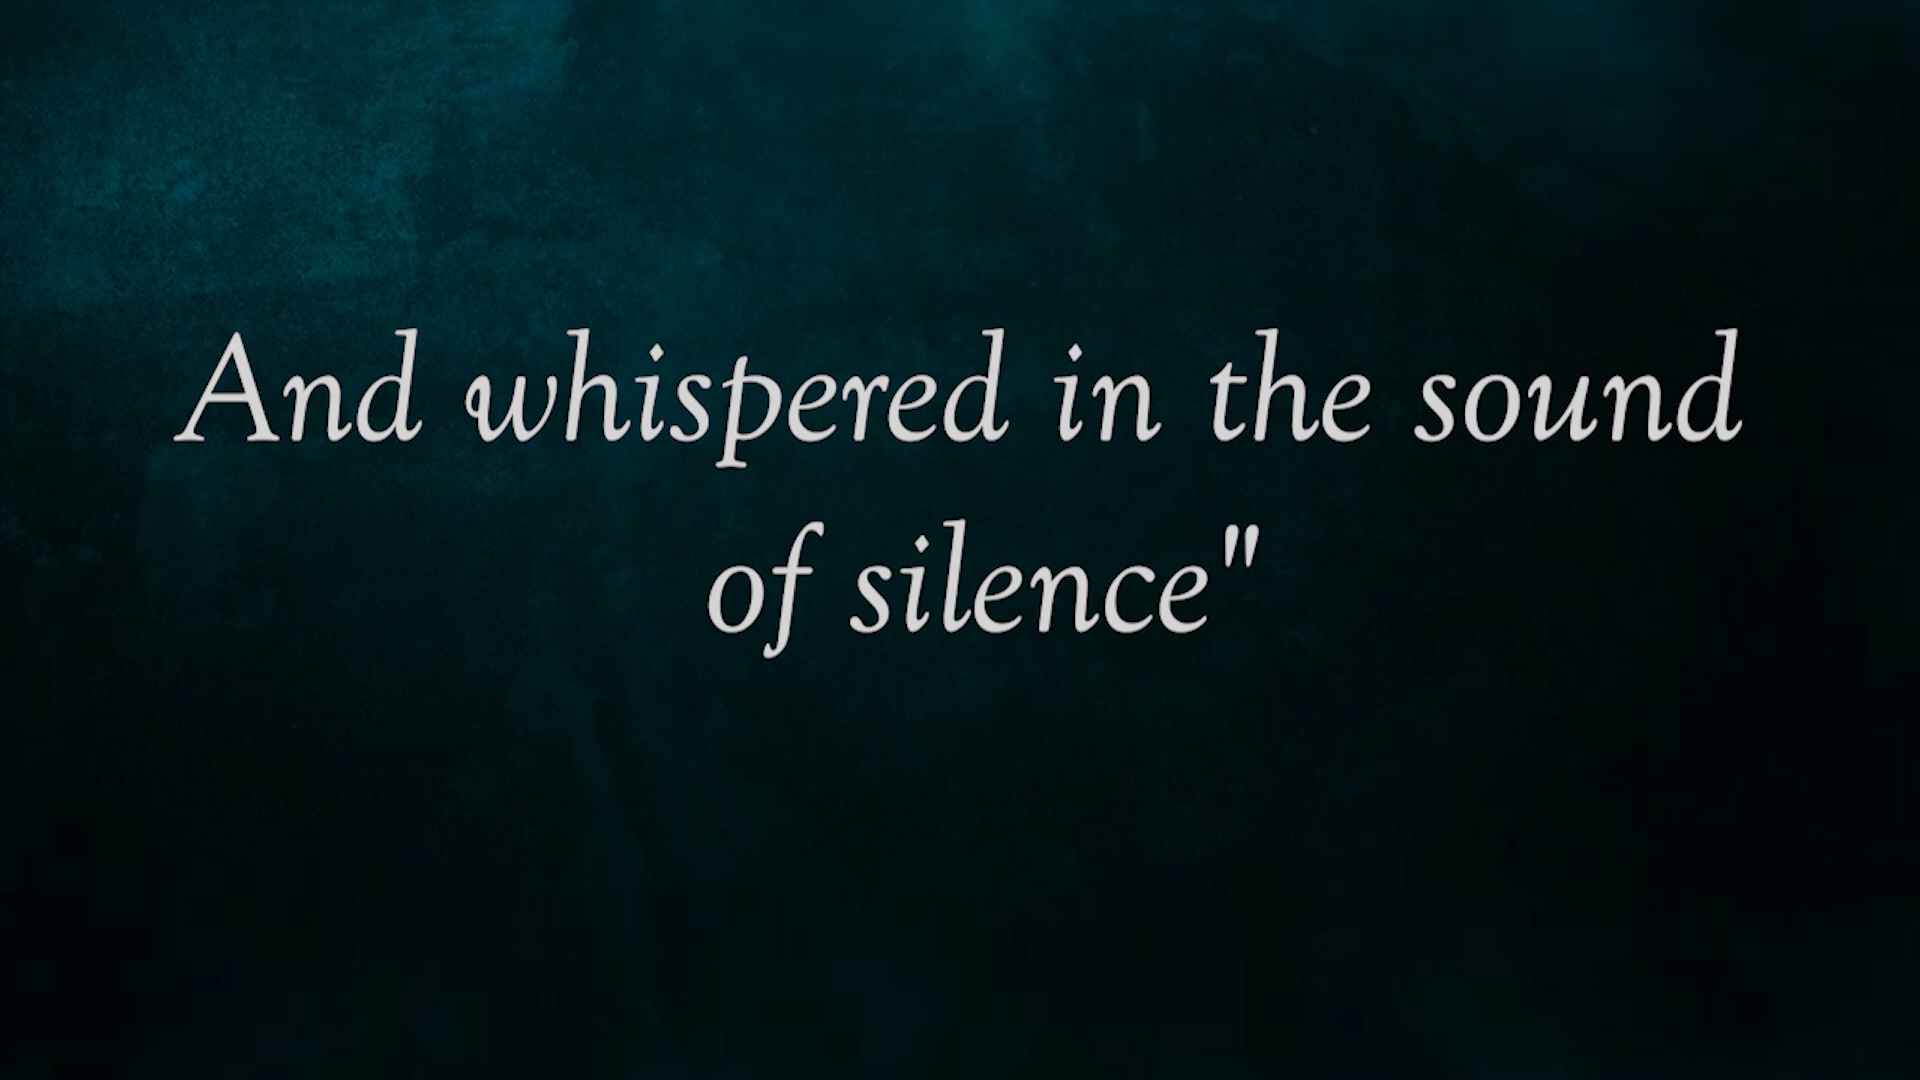 And whispered in the sound
of silence"